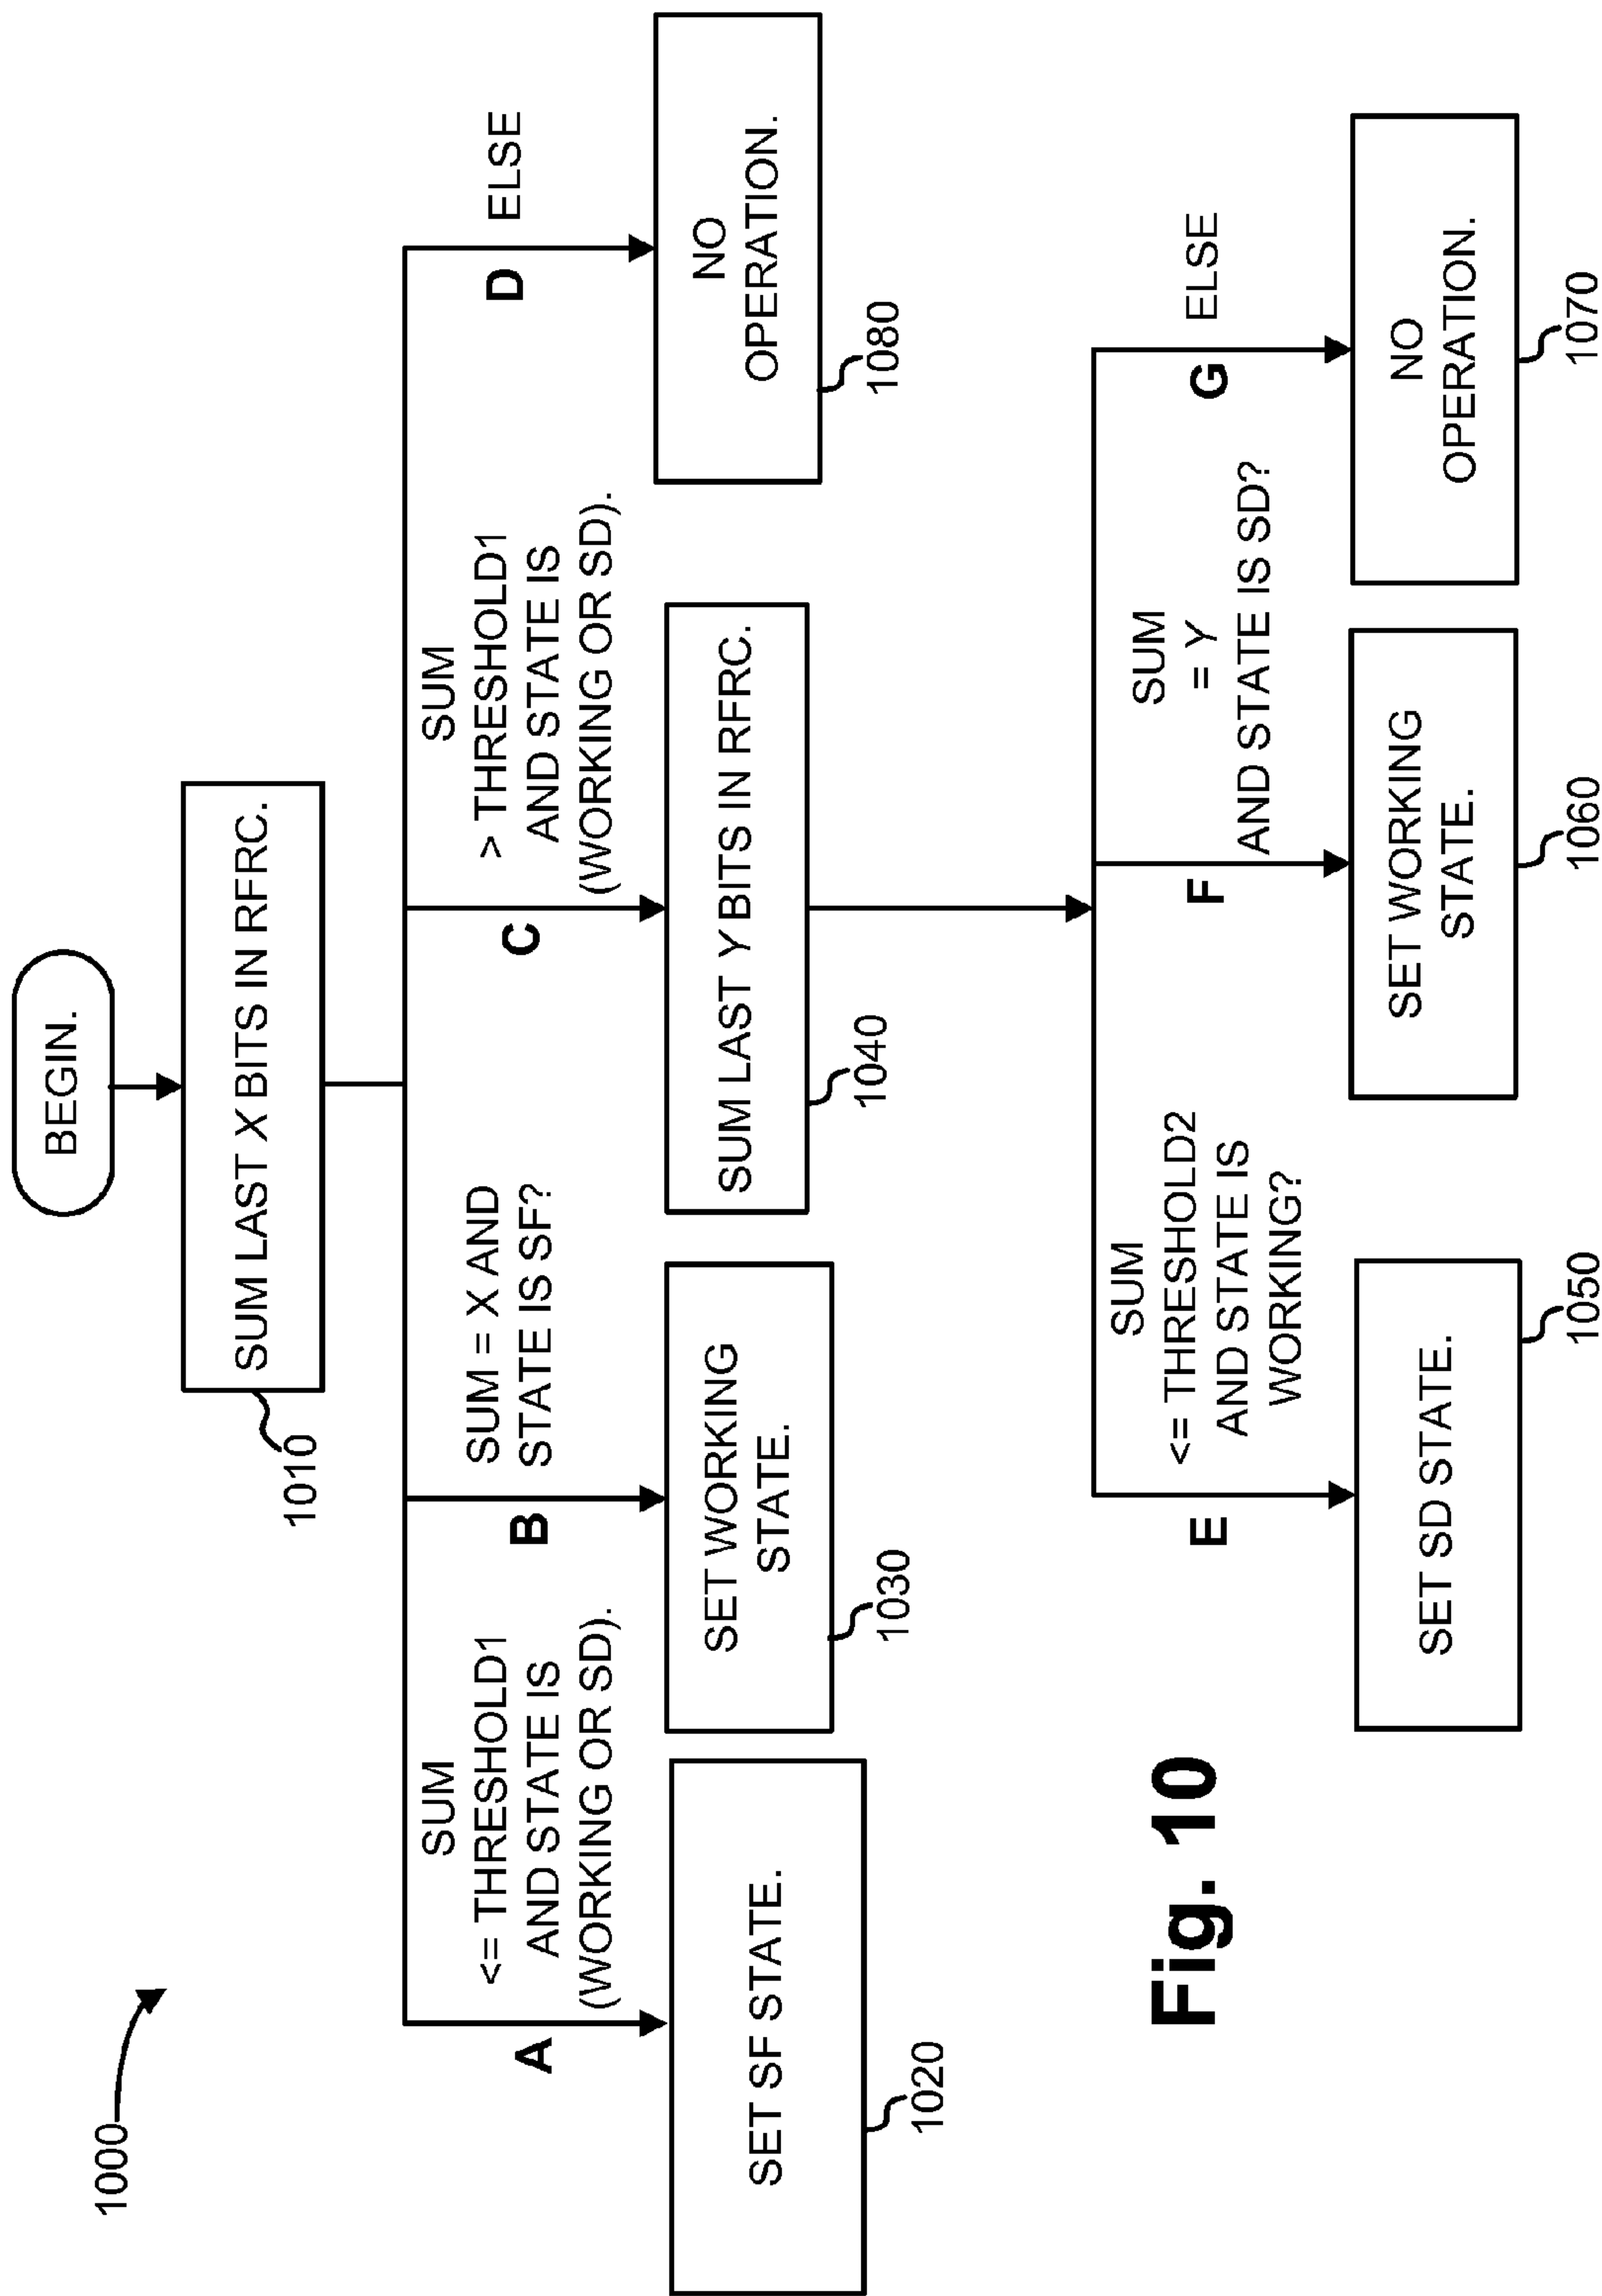 1000
BEGIN.
SUM LAST X BITS IN RFRC.
1010
A
SUM
<= THRESHOLD1
AND STATE IS
(WORKING OR SD).
B
SUM = X AND
STATE IS SF?
C
SUM
> THRESHOLD1
AND STATE IS
(WORKING OR SD).
D
ELSE
SET SF STATE.
1020
SET WORKING
STATE.
1030
SUM LAST Y BITS IN RFRC.
1040
NO
OPERATION.
1080
E
SUM
<= THRESHOLD2
AND STATE IS
WORKING?
F
SUM
= Y
AND STATE IS SD?
G
ELSE
SET SD STATE.
1050
SET WORKING
STATE.
1060
NO
OPERATION.
1070
Fig. 10